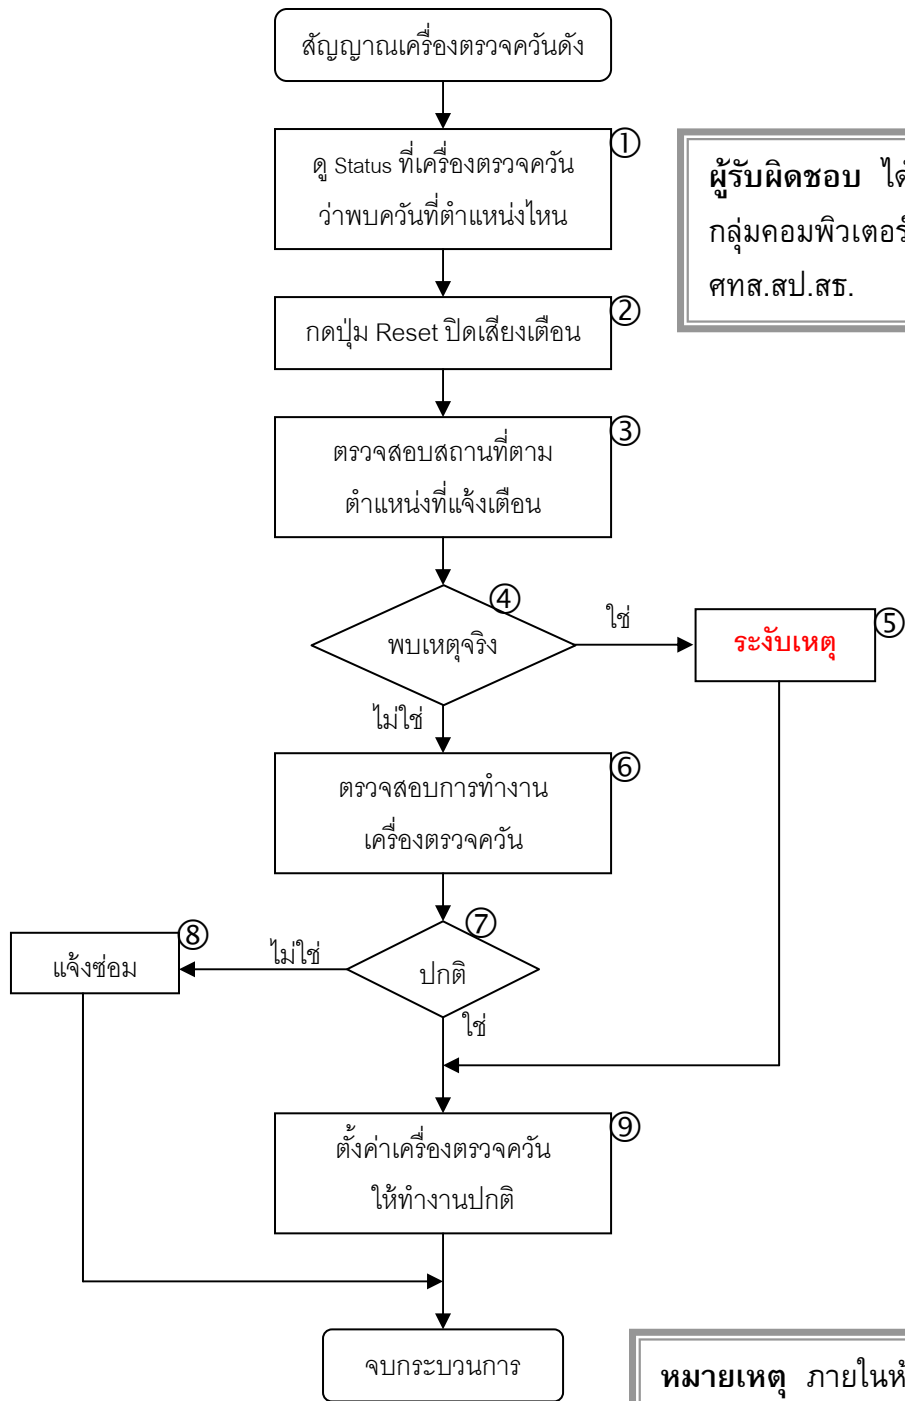 สัญญาณเครื่องตรวจควันดัง
①
ดู Status ที่เครื่องตรวจควัน
ว่าพบควันที่ตำแหน่งไหน
ผู้รับผิดชอบ ได้
กลุ่มคอมพิวเตอร์
ศทส.สป.สธ.
②
กดปุ่ม Reset ปิดเสียงเตือน
③
ตรวจสอบสถานที่ตาม
ตำแหน่งที่แจ้งเตือน
④
พบเหตุจริง
ใช่
⑤
ระงับเหตุ
ไม่ใช่
⑥
ตรวจสอบการทำงาน
เครื่องตรวจควัน
⑦
ปกติ
ไม่ใช่
⑧
แจ้งซ่อม
ใช่
⑨
ตั้งค่าเครื่องตรวจควัน
ให้ทำงานปกติ
จบกระบวนการ
หมายเหตุ ภายในห้